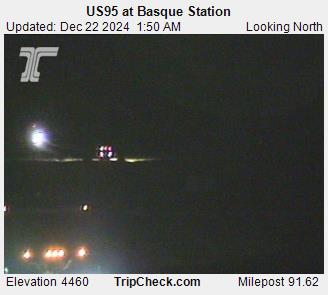 US95 at Basque Station
Updated: Dec 22 2024 1:50 AM Looking North
Elevation 4460 TripCheck.com Milepost 91.62